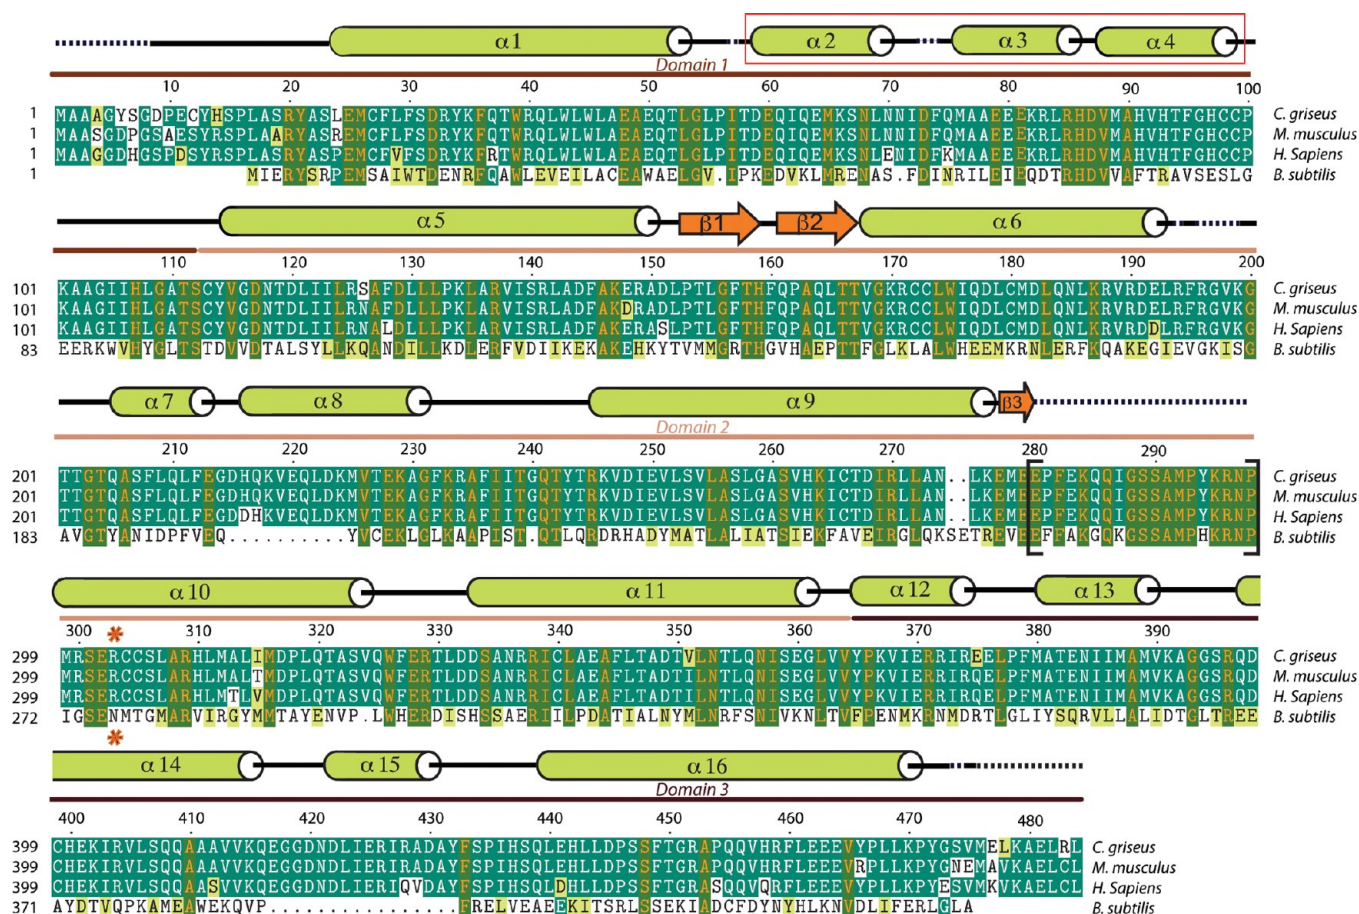 α1 α2 α3 α4
Domain 1
10 20 30 40 50 60 70 80 90 100
1 MAAAGYSGDPECYHSPLASRYASLEMCFLFSDRYKFQTWRQLWLWLAEAEQTLGLPITDEQIQEMKSNLNNIDFQMAAEEEKRLRHDVMAHVHTFGHCCP C. griseus
1 MAASGDPGSAESYRSPLAARYASREMCFLFSDRYKFQTWRQLWLWLAEAEQTLGLPITDEQIQEMKSNLNNIDFQMAAEEEKRLRHDVMAHVHTFGHCCP M. musculus
1 MAAGGDHGSPDSYRSPLASRYASPEMCFVFSDRYKFRTWRQLWLWLAEAEQTLGLPITDEQIQEMKSNLENIDFKMAAEEEKRLRHDVMAHVHTFGHCCP H. Sapiens
1 MIERYSRPEMSAIWTDENRFQAWLEVEILACEAWAELGV.IPKEDVKLMRENAS.FDINRILEIEQDTRHDVVAFTRAVSESLG B. subtilis
α5 β1 β2 α6
110 120 130 140 150 160 170 180 190 200
101 KAAGIIHLGATSCYVGDNTDLIILRSAFDLLLPKLARVISRLADFAKERADLPTLGFTHFQPAQLTTVGKRCCLWIQDLCMDLQNLKRVRDELRFRGVKG C. griseus
101 KAAGIIHLGATSCYVGDNTDLIILRNAFDLLLPKLARVISRLADFAKDRADLPTLGFTHFQPAQLTTVGKRCCLWIQDLCMDLQNLKRVRDELRFRGVKG M. musculus
101 KAAGIIHLGATSCYVGDNTDLIILRNALDLLLPKLARVISRLADFAKERASLPTLGFTHFQPAQLTTVGKRCCLWIQDLCMDLQNLKRVRDDLRFRGVKG H. Sapiens
83 EERKWVHYGLTSTDVVDTALSYLLKQANDILLKDLERFVDIIKEKAKEHKYTVMMGRTHGVHAEPTTFGLKLALWHEEMKRNLERFKQAKEGIEVGKISG B. subtilis
α7 α8 α9 β3
Domain 2
210 220 230 240 250 260 270 280 290
201 TTGTQASFLQLFEGDHQKVEQLDKMVTEKAGFKRAFIITGQTYTRKVDIEVLSVLASLGASVHKICTDIRLLAN..LKEMEEPFEKQQIGSSAMPYKRNP C. griseus
201 TTGTQASFLQLFEGDHQKVEQLDKMVTEKAGFKRAFIITGQTYTRKVDIEVLSVLASLGASVHKICTDIRLLAN..LKEMEEPFEKQQIGSSAMPYKRNP M. musculus
201 TTGTQASFLQLFEGDDHKVEQLDKMVTEKAGFKRAFIITGQTYTRKVDIEVLSVLASLGASVHKICTDIRLLAN..LKEMEEPFEKQQIGSSAMPYKRNP H. Sapiens
183 AVGTYANIDPFVEQ..........YVCEKLGLKAAPIST.QTLQRDRHADYMATLALIATSIEKFAVEIRGLQKSETREVEEFFAKGQKGSSAMPHKRNP B. subtilis
α10 α11 α12 α13
300 310 320 330 340 350 360 370 380 390
299 MRSERCCSLARHLMALIMDPLQTASVQWFERTLDDSANRRICLAEAFLTADTVLNTLQNISEGLVVYPKVIERRIREELPFMATENIIMAMVKAGGSRQD C. griseus
299 MRSERCCSLARHLMALTMDPLQTASVQWFERTLDDSANRRICLAEAFLTADTILNTLQNISEGLVVYPKVIERRIRQELPFMATENIIMAMVKAGGSRQD M. musculus
299 MRSERCCSLARHLMTLVMDPLQTASVQWFERTLDDSANRRICLAEAFLTADTILNTLQNISEGLVVYPKVIERRIRQELPFMATENIIMAMVKAGGSRQD H. Sapiens
272 IGSENMTGMARVIRGYMMTAYENVP.LWHERDISHSSAERIILPDATIALNYMLNRFSNIVKNLTVFPENMKRNMDRTLGLIYSQRVLLALIDTGLTREE B. subtilis
α14 α15 α16
Domain 3
400 410 420 430 440 450 460 470 480
399 CHEKIRVLSQQAAAVVKQEGGDNDLIERIRADAYFSPIHSQLEHLLDPSSFTGRAPQQVHRFLEEEVYPLLKPYGSVMELKAELRL C. griseus
399 CHEKIRVLSQQAAAVVKQEGGDNDLIERIRADAYFSPIHSQLEHLLDPSSFTGRAPQQVHRFLEEEVRPLLKPYGNEMAVKAELCL M. musculus
399 CHEKIRVLSQQAASVVKQEGGDNDLIERIQVDAYFSPIHSQLDHLLDPSSFTGRASQQVQRFLEEEVYPLLKPYESVMKVKAELCL H. Sapiens
371 AYDTVQPKAMEAWEKQVP................FRELVEAEEKITSRLSSEKIADCFDYNYHLKNVDLIFERLGLA B. subtilis